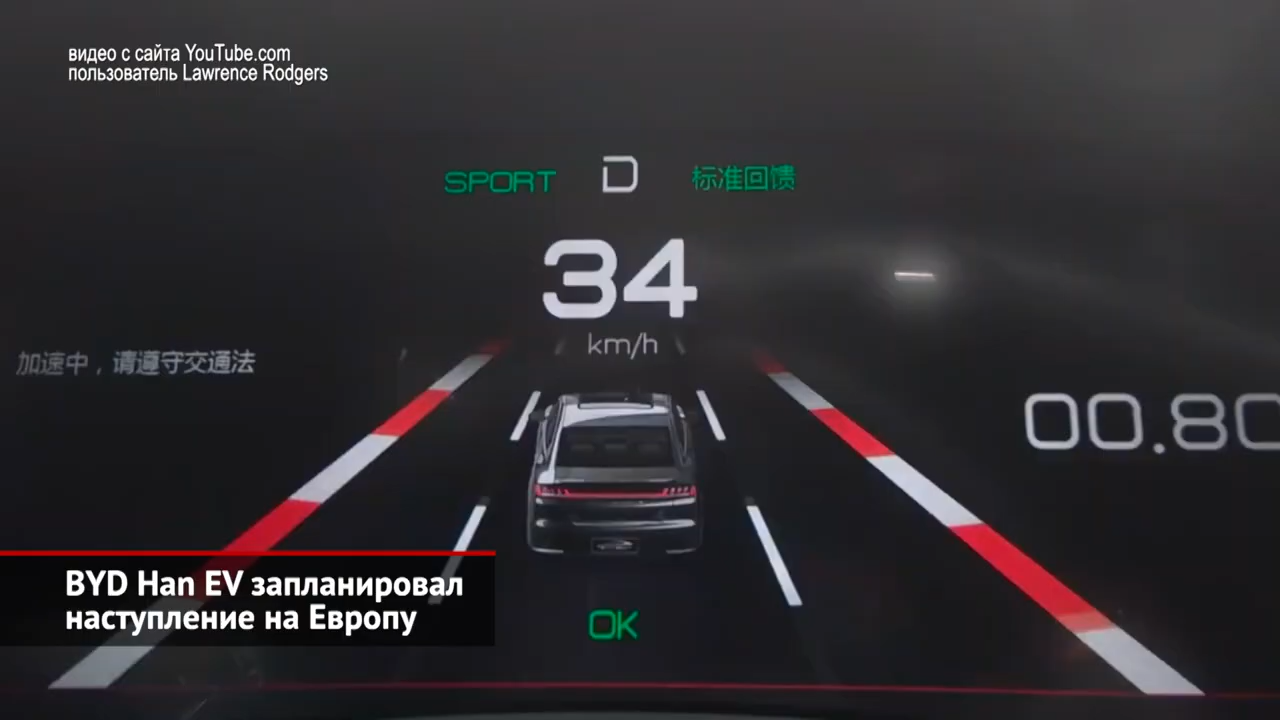 видео с сайта YouTube.com
пользователь Lawrence Rodgers
SPORT D 标准回馈
34
km/h
加速中，请遵守交通法
00.80
BYD Han EV запланировал
наступление на Европу
OK